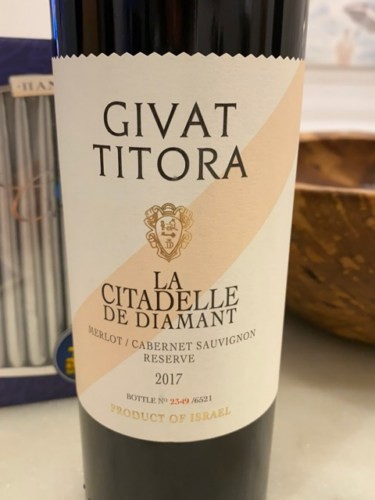 GIVAT
TITORA
LA
CITADELLE
DE DIAMANT
MERLOT / CABERNET SAUVIGNON
RESERVE
2017
BOTTLE Nº 2549 /6521
PRODUCT OF ISRAEL